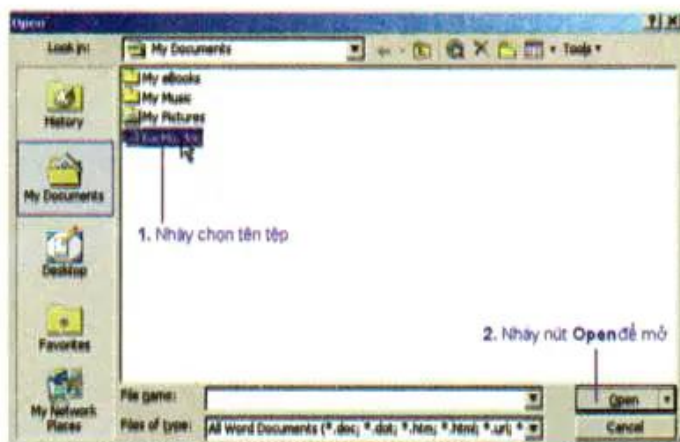 Open
Look in: My Documents Tools
My eBooks
My Music
My Pictures
History
My Documents
Desktop
Favorites
My Network Places
1. Nháy chọn tên tệp
2. Nháy nút Open để mở
File name:
Open
Files of type: All Word Documents (*.doc; *.dot; *.htm; *.html; *.url; *
Cancel